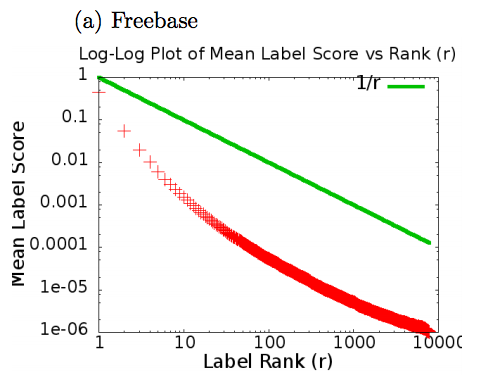 (a) Freebase
Log-Log Plot of Mean Label Score vs Rank (r)
1/r
Mean Label Score
1
0.1
0.01
0.001
0.0001
1e-05
1e-06
1 10 100 1000 10000
Label Rank (r)